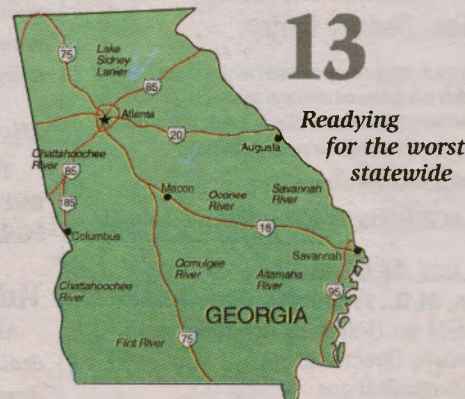 13
Readying
for the worst
statewide
75
Lake
Sidney
Lanier
85
Atlanta
20
Augusta
Chattahoochee
River
85
185
Macon
Oconee
River
Savannah
River
Columbus
16
Savannah
Ocmulgee
River
Altamaha
River
Chattahoochee
River
95
GEORGIA
Flint River
75